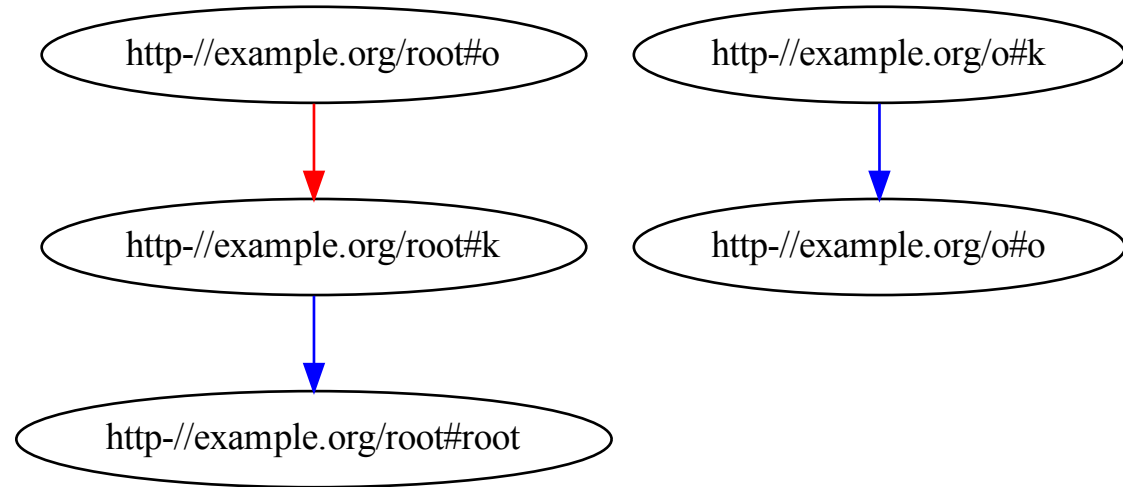 http-//example.org/root#o
http-//example.org/o#k
http-//example.org/root#k
http-//example.org/o#o
http-//example.org/root#root